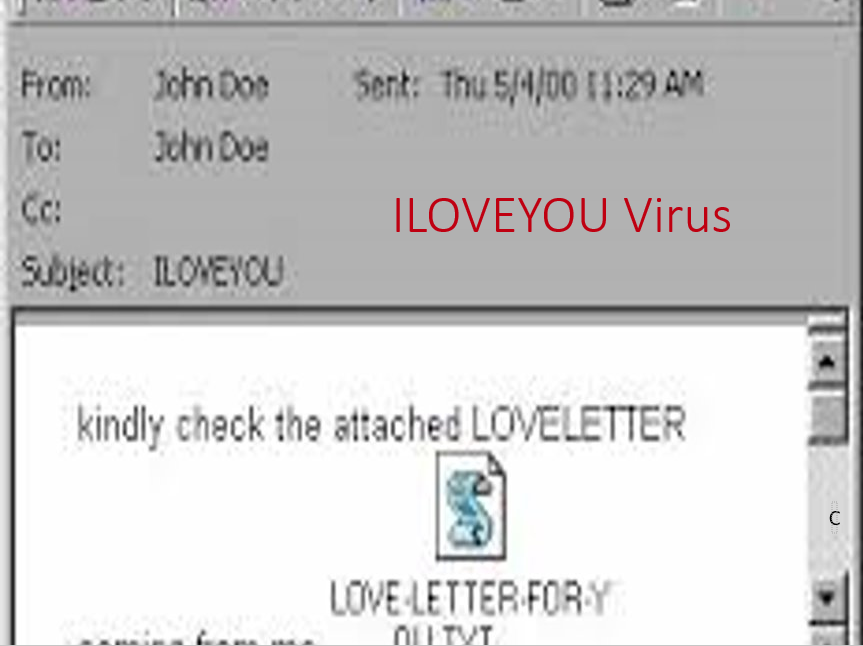 From: John Doe Sent: Thu 5/4/00 11:29 AM
To: John Doe
Cc:
ILOVEYOU Virus
Subject: ILOVEYOU
kindly check the attached LOVELETTER
c
LOVE-LETTER-FOR-Y
OU.TXT.
coming from me